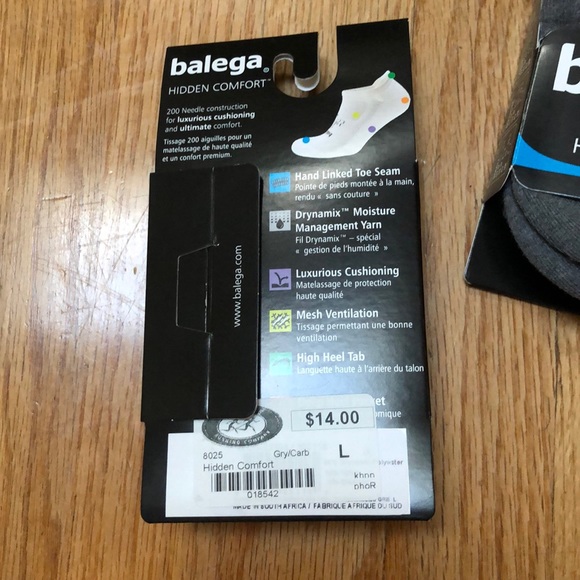 balega®
HIDDEN COMFORT™
200 Needle construction
for luxurious cushioning
and ultimate comfort.
Tissage 200 aiguilles pour un
matelassage de haute qualité
et un confort premium.
Hand Linked Toe Seam
Pointe de pieds montée à la main,
rendu « sans couture »
Drynamix™ Moisture
Management Yarn
Fil Drynamix™ – spécial
« gestion de l'humidité »
Luxurious Cushioning
Matelassage de protection
haute qualité
Mesh Ventilation
Tissage permettant une bonne
ventilation
High Heel Tab
Languette haute à l'arrière du talon
www.balega.com
$14.00
RUNNING COMPANY
8025 Gry/Carb L
Hidden Comfort
018542
MADE IN SOUTH AFRICA / FABRIQUE AFRIQUE DU SUD
b
H